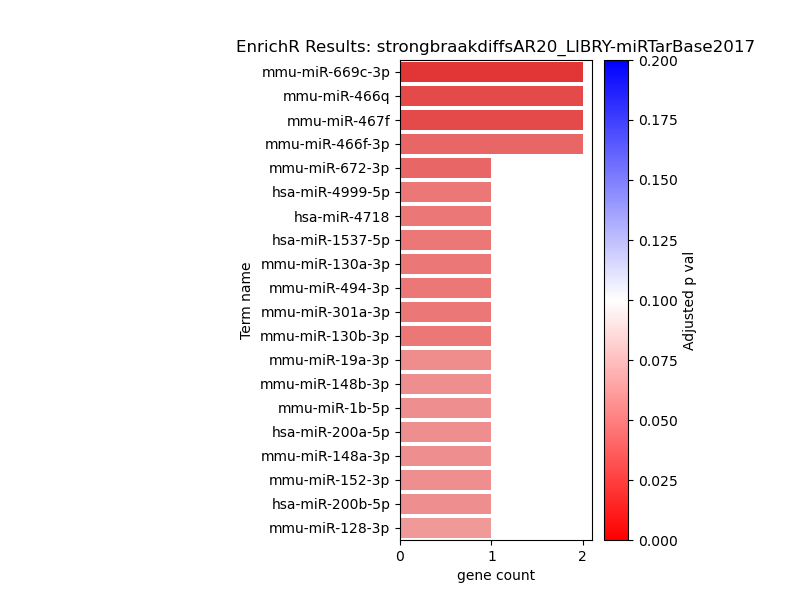 EnrichR Results: strongbraakdiffsAR20_LIBRY-miRTarBase2017
mmu-miR-669c-3p
mmu-miR-466q
mmu-miR-467f
mmu-miR-466f-3p
mmu-miR-672-3p
hsa-miR-4999-5p
hsa-miR-4718
hsa-miR-1537-5p
mmu-miR-130a-3p
mmu-miR-494-3p
mmu-miR-301a-3p
mmu-miR-130b-3p
mmu-miR-19a-3p
mmu-miR-148b-3p
mmu-miR-1b-5p
hsa-miR-200a-5p
mmu-miR-148a-3p
mmu-miR-152-3p
hsa-miR-200b-5p
mmu-miR-128-3p
Term name
0 1 2
gene count
0.200
0.175
0.150
0.125
0.100
0.075
0.050
0.025
0.000
Adjusted p val